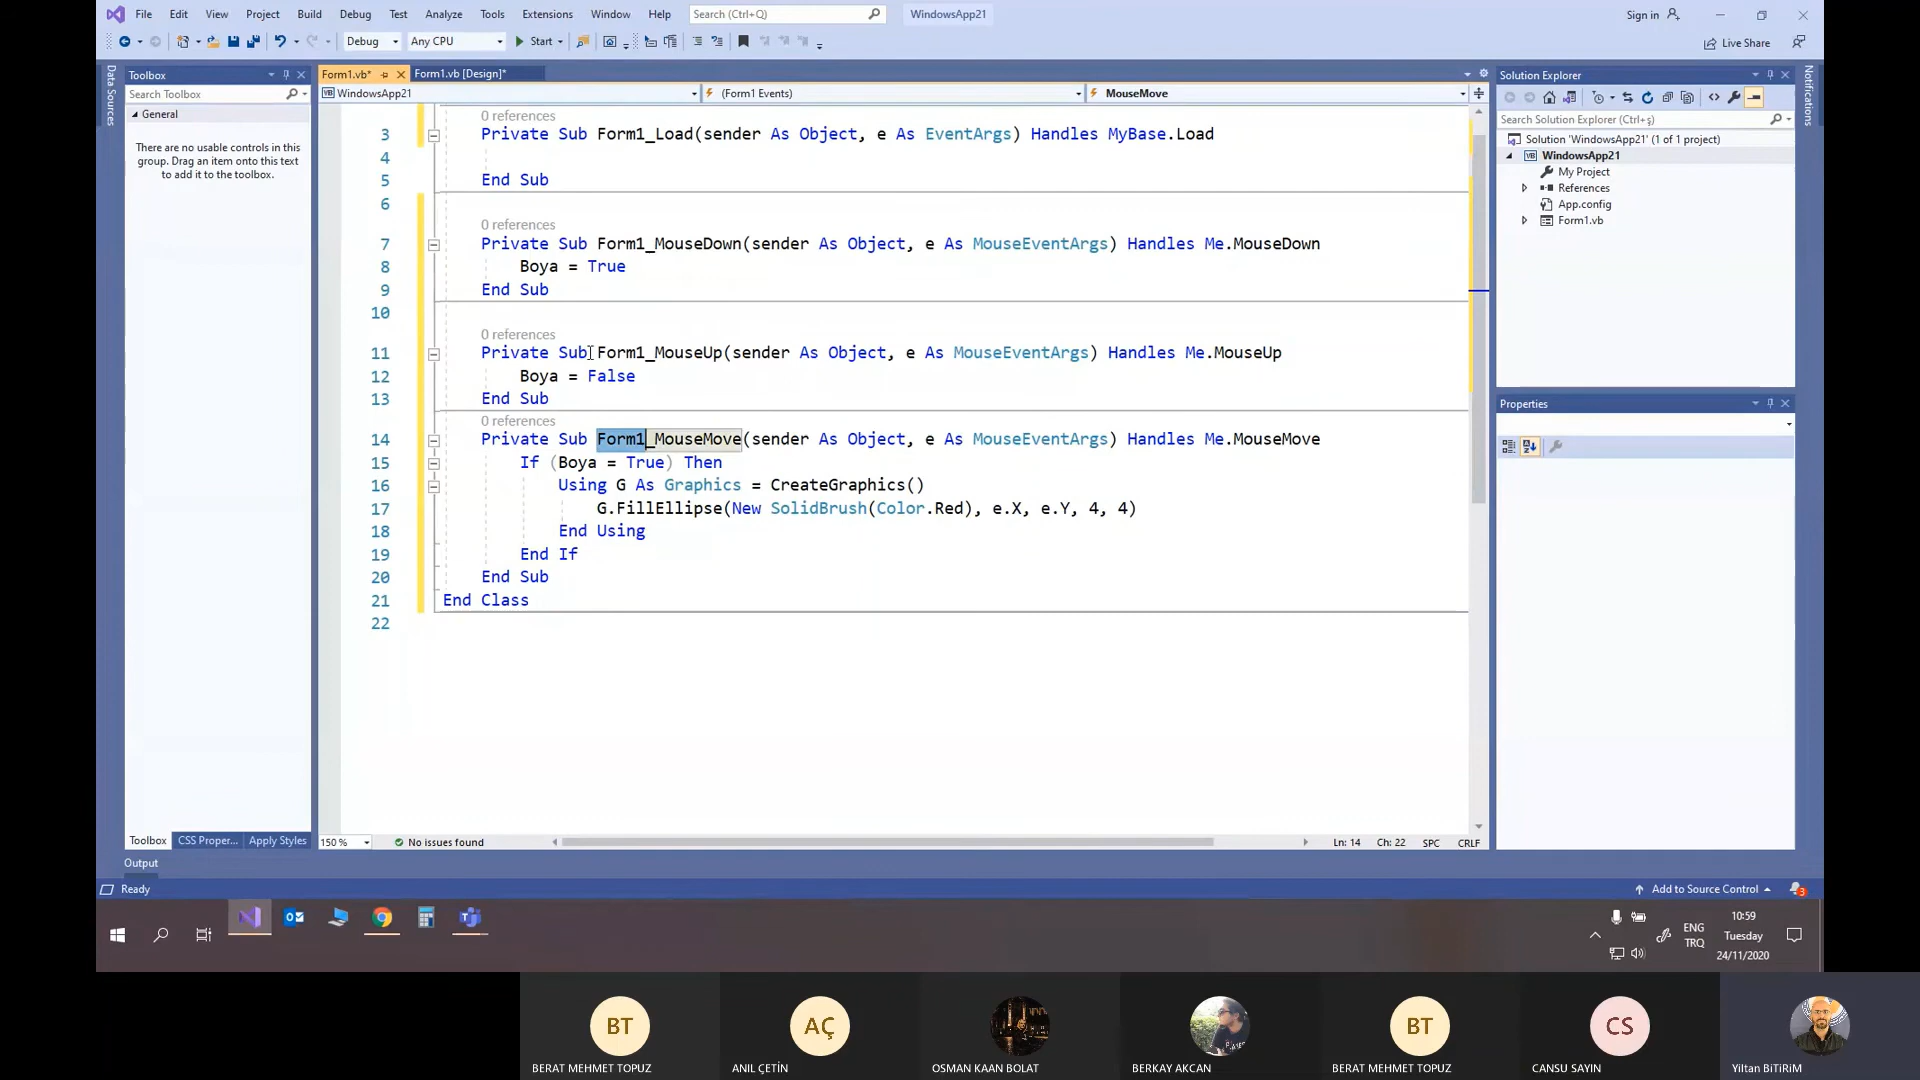 File Edit View Project Build Debug Test Analyze Tools Extensions Window Help Search (Ctrl+Q) WindowsApp21 Sign in
Debug Any CPU Start Live Share
Data Sources
Toolbox
Search Toolbox
General
There are no usable controls in this
group. Drag an item onto this text
to add it to the toolbox.
Form1.vb* Form1.vb [Design]*
WindowsApp21 (Form1 Events) MouseMove
0 references
3 Private Sub Form1_Load(sender As Object, e As EventArgs) Handles MyBase.Load
4
5 End Sub
6
0 references
7 Private Sub Form1_MouseDown(sender As Object, e As MouseEventArgs) Handles Me.MouseDown
8 Boya = True
9 End Sub
10
0 references
11 Private Sub Form1_MouseUp(sender As Object, e As MouseEventArgs) Handles Me.MouseUp
12 Boya = False
13 End Sub
0 references
14 Private Sub Form1_MouseMove(sender As Object, e As MouseEventArgs) Handles Me.MouseMove
15 If (Boya = True) Then
16 Using G As Graphics = CreateGraphics()
17 G.FillEllipse(New SolidBrush(Color.Red), e.X, e.Y, 4, 4)
18 End Using
19 End If
20 End Sub
21 End Class
22
Solution Explorer
Search Solution Explorer (Ctrl+ş)
Solution 'WindowsApp21' (1 of 1 project)
VB WindowsApp21
My Project
References
App.config
Form1.vb
Properties
Notifications
Toolbox CSS Proper... Apply Styles
150 % No issues found Ln: 14 Ch: 22 SPC CRLF
Output
Ready Add to Source Control 3
ENG
TRQ
10:59
Tuesday
24/11/2020
BT AÇ BT CS
BERAT MEHMET TOPUZ ANIL ÇETİN OSMAN KAAN BOLAT BERKAY AKCAN BERAT MEHMET TOPUZ CANSU SAYIN Yiltan BİTİRİM